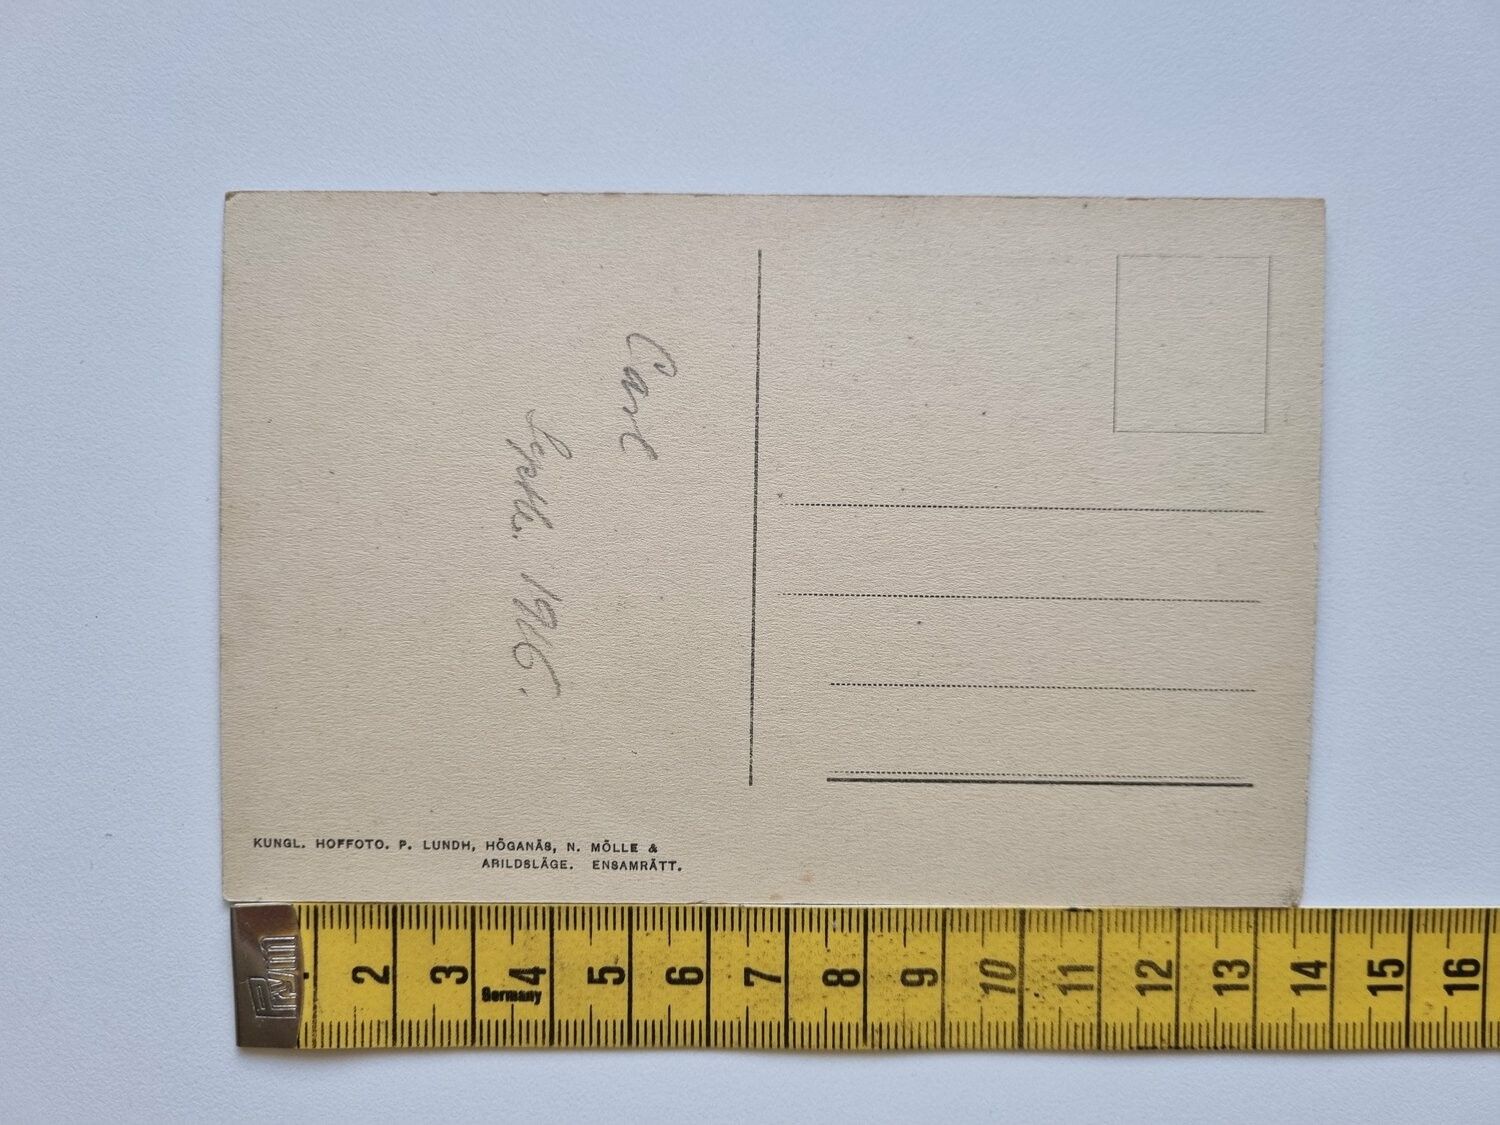 Carl
Septbr. 1916.
KUNGL. HOFFOTO. P. LUNDH, HÖGANÄS, N. MÖLLE &
ARILDSLÄGE. ENSAMRÄTT.
2 3 4 5 6 7 8 9 10 11 12 13 14 15 16
Germany